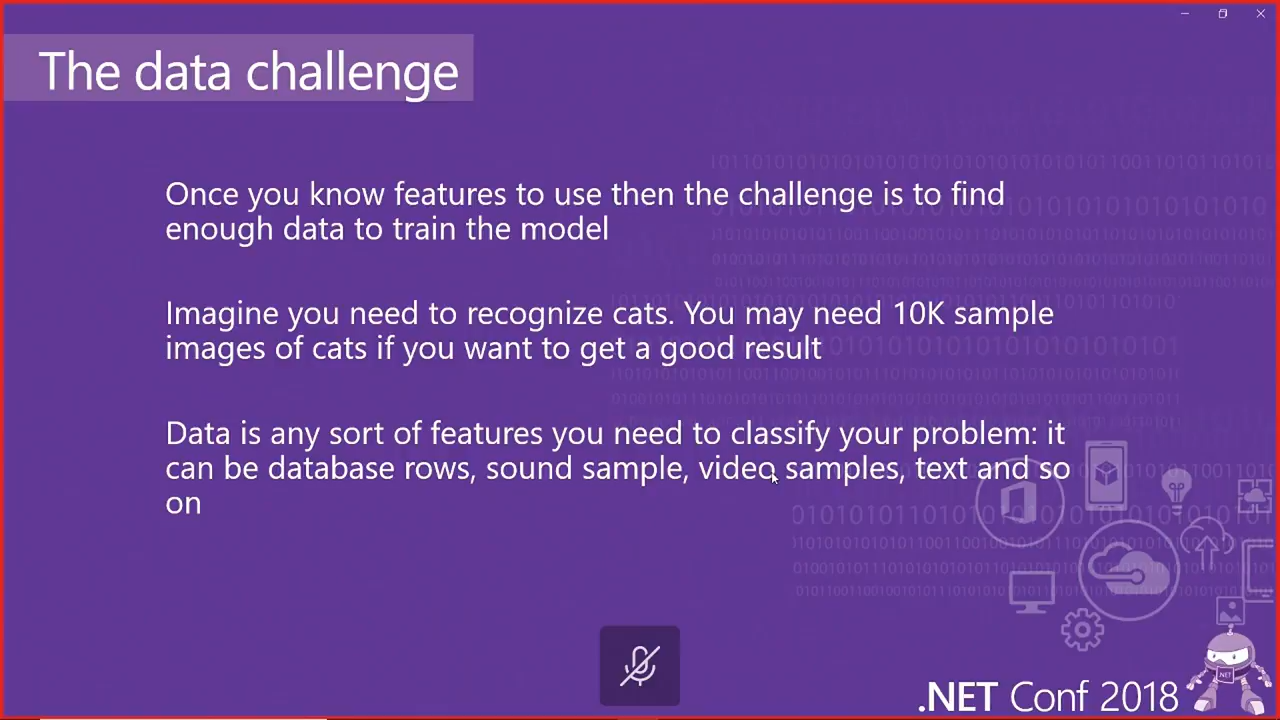 The data challenge
Once you know features to use then the challenge is to find
enough data to train the model
Imagine you need to recognize cats. You may need 10K sample
images of cats if you want to get a good result
Data is any sort of features you need to classify your problem: it
can be database rows, sound sample, video samples, text and so
on
.NET Conf 2018
.NET